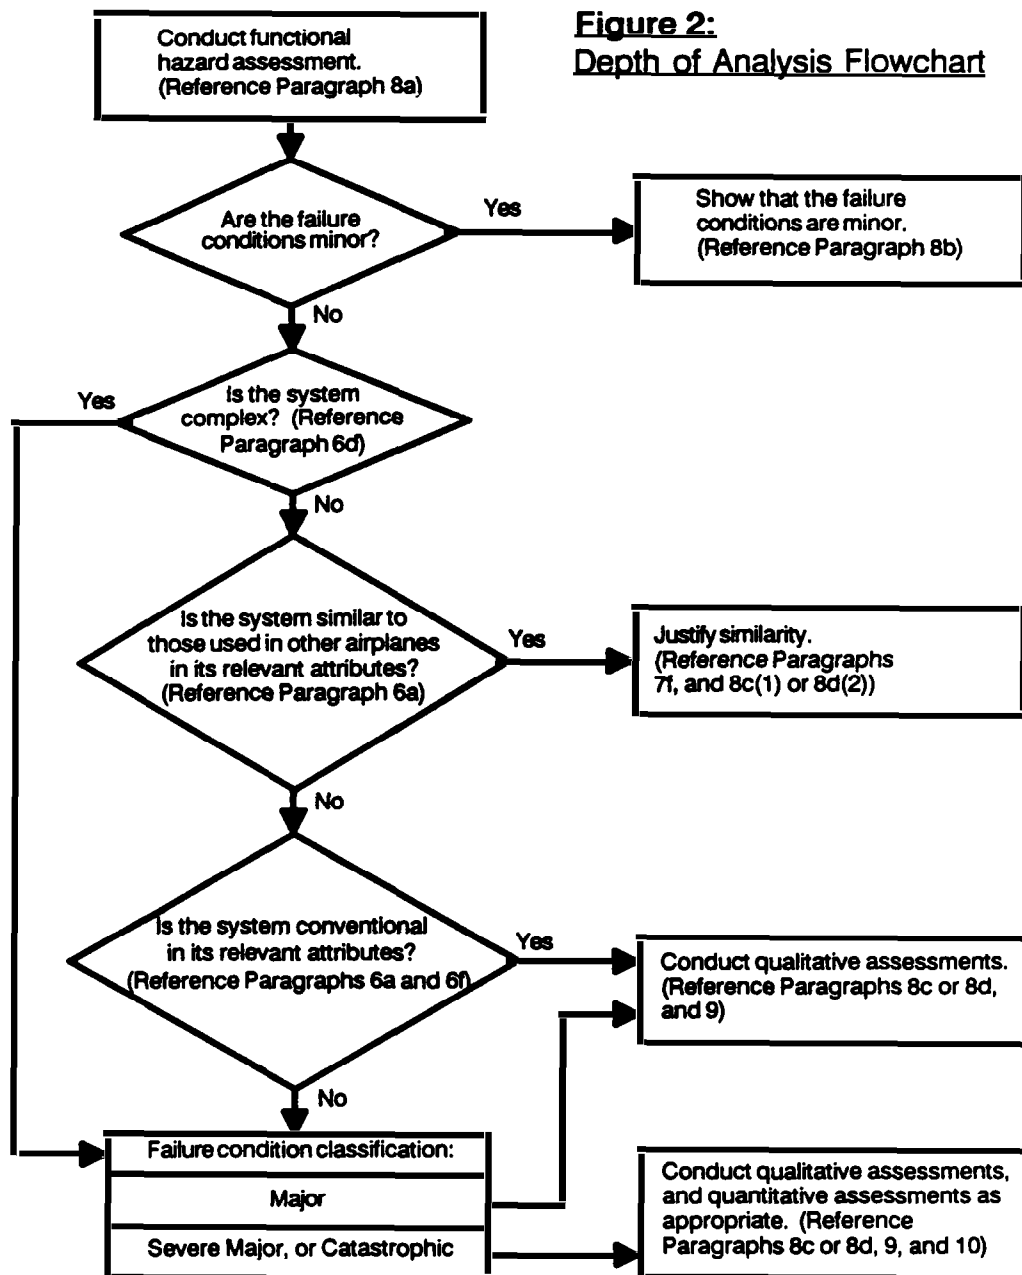 Figure 2:
Depth of Analysis Flowchart
Conduct functional
hazard assessment.
(Reference Paragraph 8a)
Are the failure
conditions minor?
Yes
Show that the failure
conditions are minor.
(Reference Paragraph 8b)
No
Is the system
complex? (Reference
Paragraph 6d)
Yes
No
Is the system similar to
those used in other airplanes
in its relevant attributes?
(Reference Paragraph 6a)
Yes
Justify similarity.
(Reference Paragraphs
7f, and 8c(1) or 8d(2))
No
Is the system conventional
in its relevant attributes?
(Reference Paragraphs 6a and 6f)
Yes
Conduct qualitative assessments.
(Reference Paragraphs 8c or 8d,
and 9)
No
Failure condition classification:
Major
Severe Major, or Catastrophic
Conduct qualitative assessments,
and quantitative assessments as
appropriate. (Reference
Paragraphs 8c or 8d, 9, and 10)